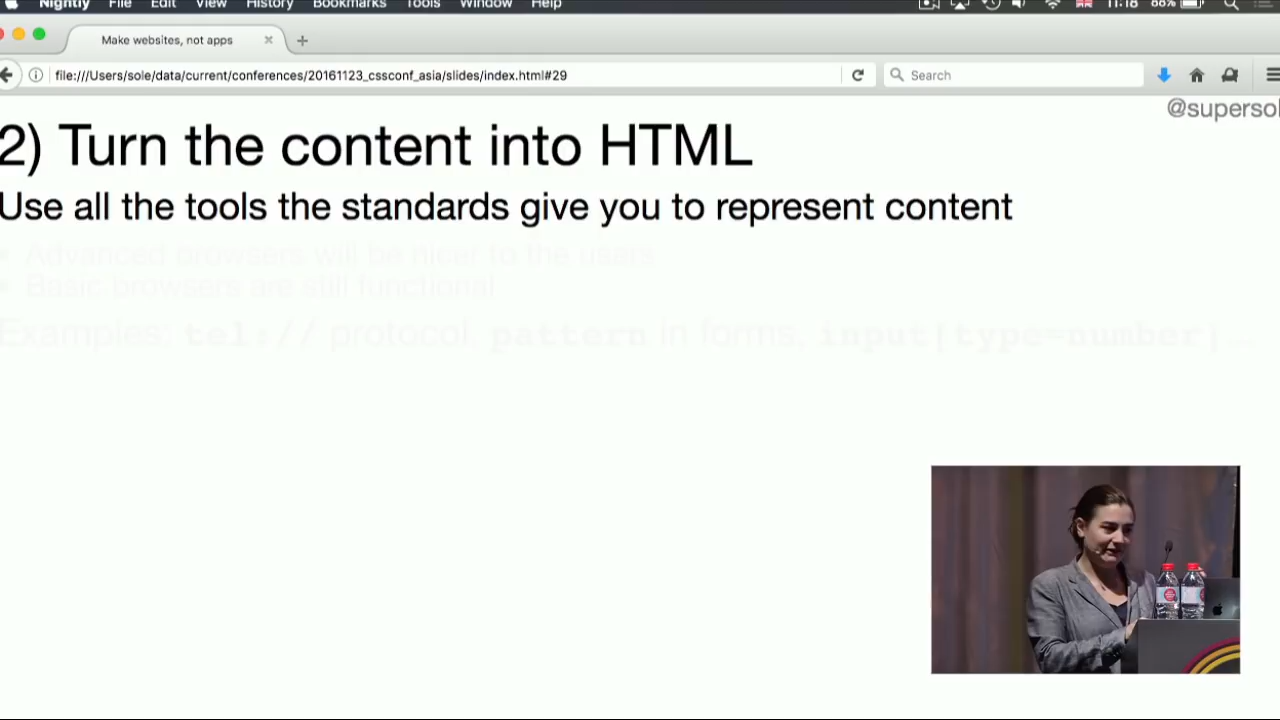 Nightly File Edit View History Bookmarks Tools Window Help 11:18 88%
Make websites, not apps
file:///Users/sole/data/current/conferences/20161123_cssconf_asia/slides/index.html#29
Search
@supersol
2) Turn the content into HTML
Use all the tools the standards give you to represent content
• Advanced browsers will be nicer to the users
• Basic browsers are still functional
Examples: tel:// protocol, pattern in forms, input[type=number]...